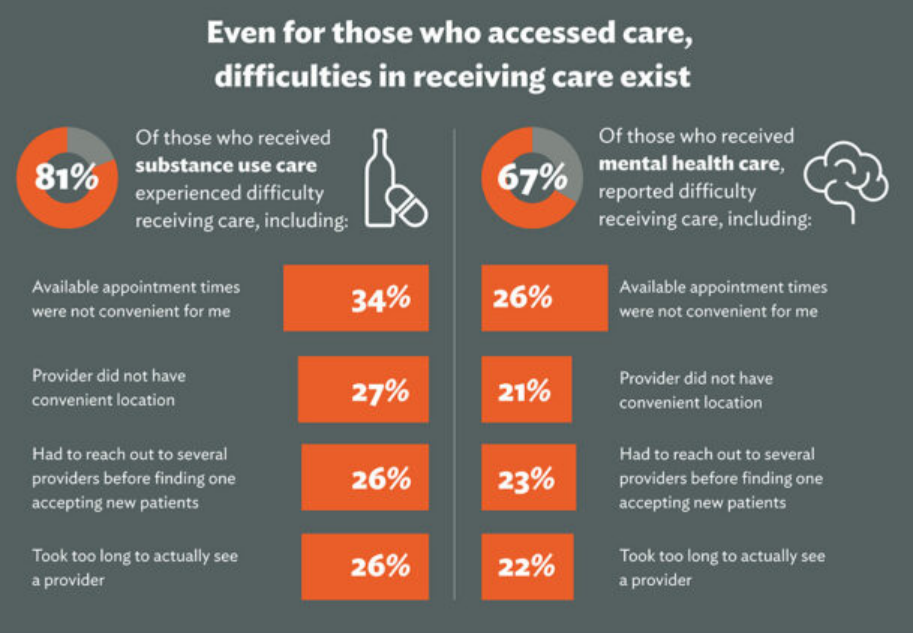 Even for those who accessed care,
difficulties in receiving care exist
81%
Of those who received
substance use care
experienced difficulty
receiving care, including:
Available appointment times
were not convenient for me
34%
Provider did not have
convenient location
27%
Had to reach out to several
providers before finding one
accepting new patients
26%
Took too long to actually see
a provider
26%
67%
Of those who received
mental health care,
reported difficulty
receiving care, including:
26%
Available appointment times
were not convenient for me
21%
Provider did not have
convenient location
23%
Had to reach out to several
providers before finding one
accepting new patients
22%
Took too long to actually see
a provider